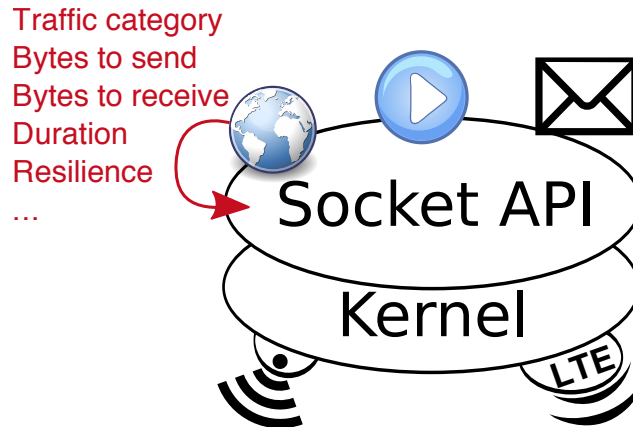 Traffic category
Bytes to send
Bytes to receive
Duration
Resilience
...
Socket API
Kernel
LTE